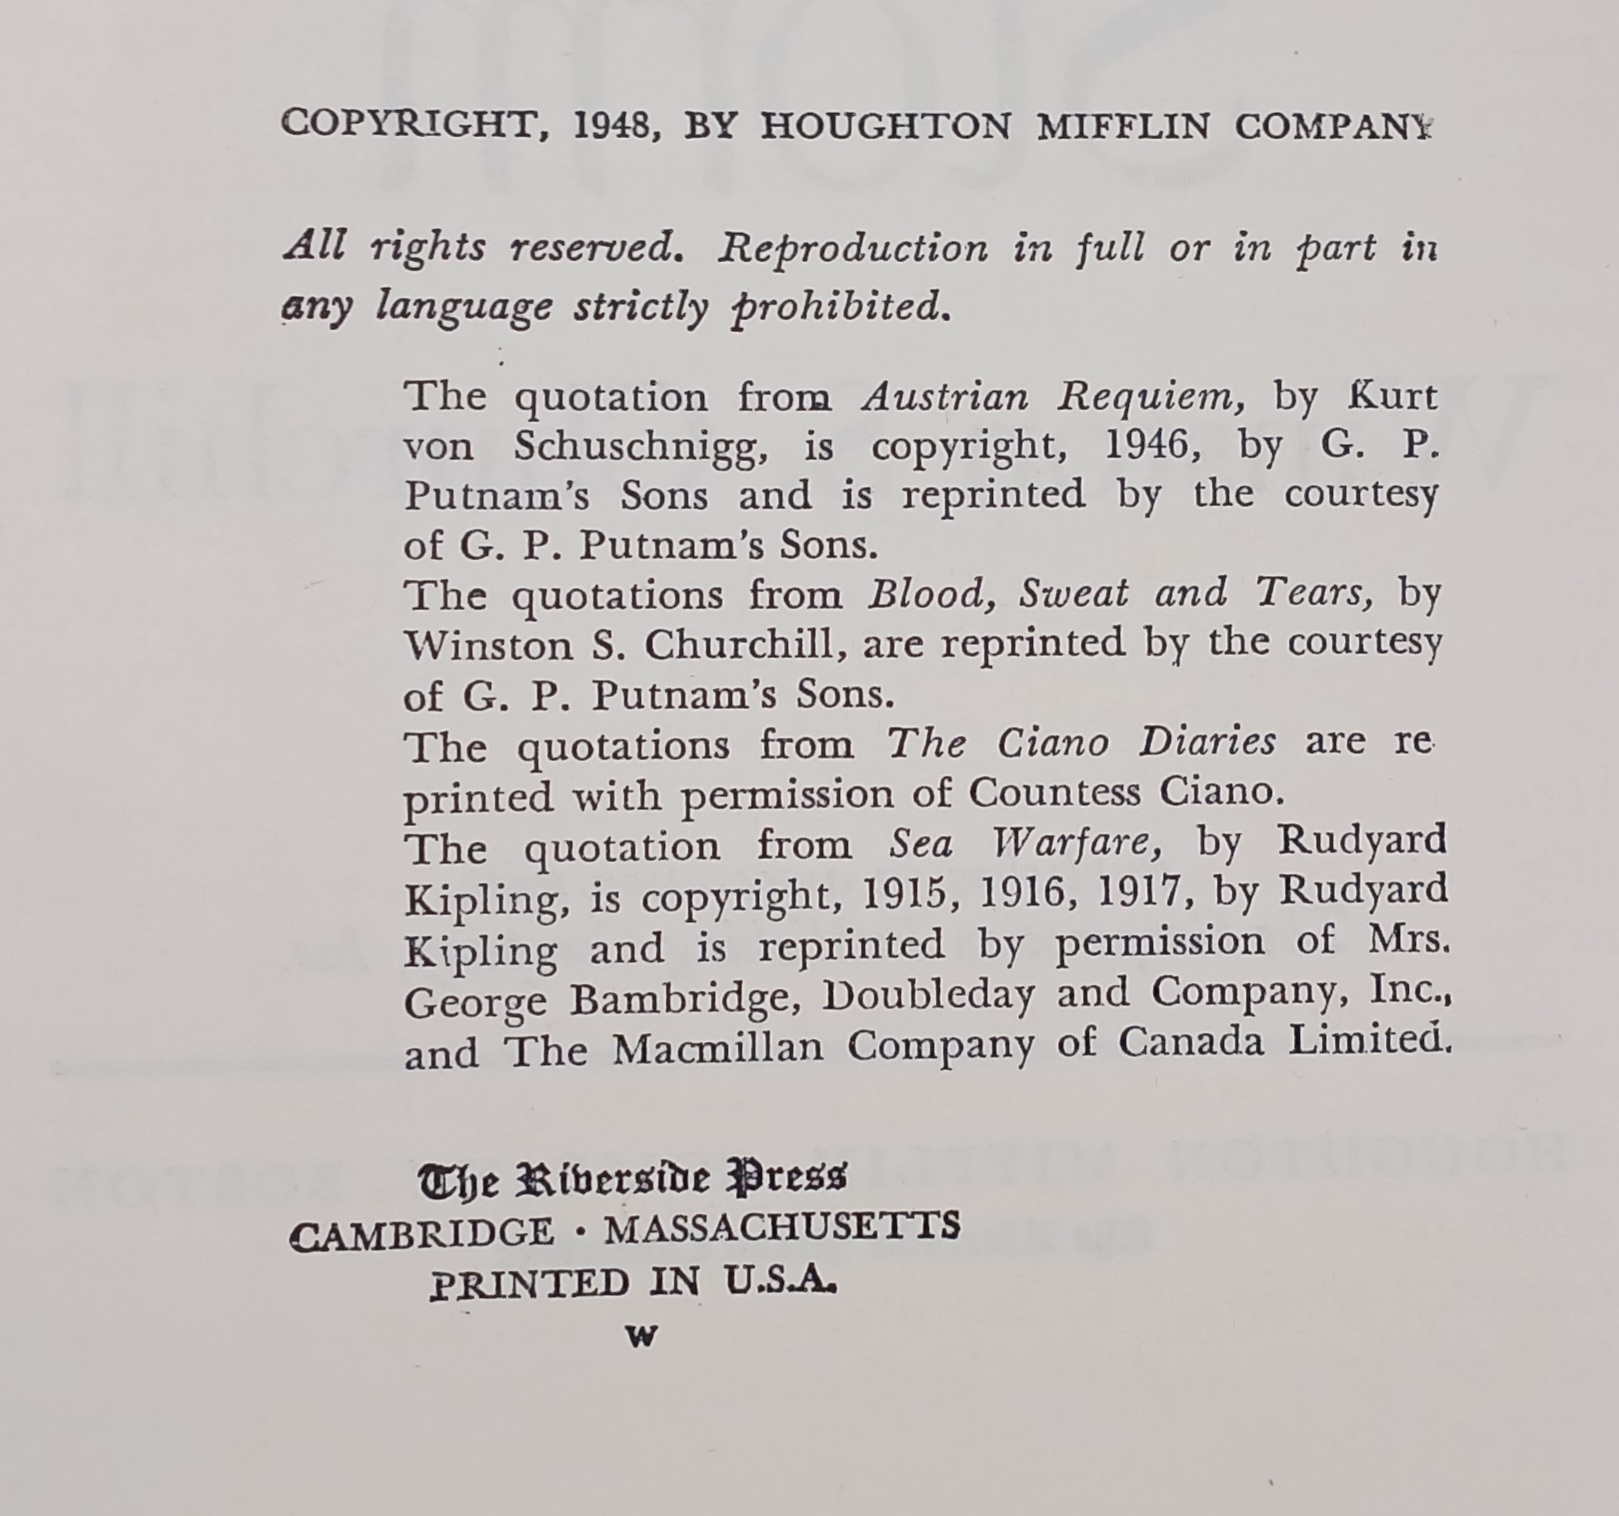 COPYRIGHT, 1948, BY HOUGHTON MIFFLIN COMPANY
All rights reserved. Reproduction in full or in part in
any language strictly prohibited.
The quotation from Austrian Requiem, by Kurt
von Schuschnigg, is copyright, 1946, by G. P.
Putnam's Sons and is reprinted by the courtesy
of G. P. Putnam's Sons.
The quotations from Blood, Sweat and Tears, by
Winston S. Churchill, are reprinted by the courtesy
of G. P. Putnam's Sons.
The quotations from The Ciano Diaries are re
printed with permission of Countess Ciano.
The quotation from Sea Warfare, by Rudyard
Kipling, is copyright, 1915, 1916, 1917, by Rudyard
Kipling and is reprinted by permission of Mrs.
George Bambridge, Doubleday and Company, Inc.,
and The Macmillan Company of Canada Limited.
The Riverside Press
CAMBRIDGE · MASSACHUSETTS
PRINTED IN U.S.A.
W